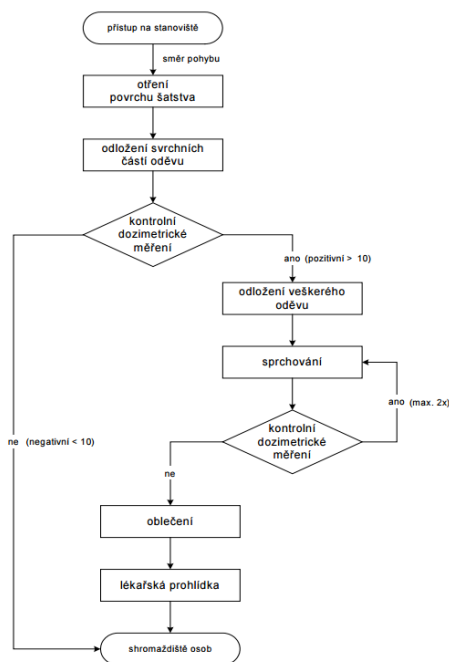 přístup na stanoviště
směr pohybu
otření
povrchu šatstva
odložení svrchních
částí oděvu
kontrolní
dozimetrické
měření
ano (pozitivní > 10)
odložení veškerého
oděvu
sprchování
ano (max. 2x)
kontrolní
dozimetrické
měření
ne (negativní < 10)
ne
oblečení
lékařská prohlídka
shromaždiště osob